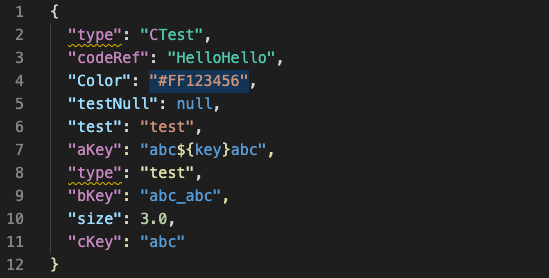 1 {
2 "type": "CTest",
3 "codeRef": "HelloHello",
4 "Color": "#FF123456",
5 "testNull": null,
6 "test": "test",
7 "aKey": "abc${key}abc",
8 "type": "test",
9 "bKey": "abc_abc",
10 "size": 3.0,
11 "cKey": "abc"
12 }